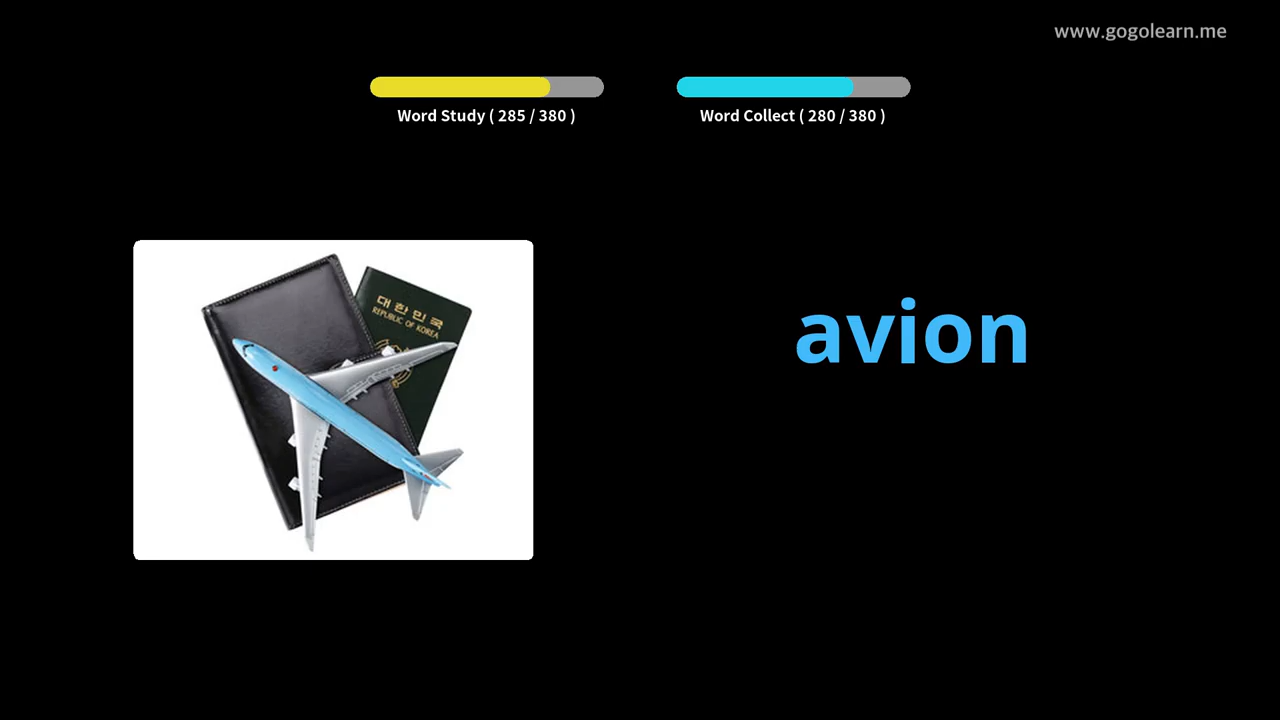 www.gogolearn.me
Word Study ( 285 / 380 )
Word Collect ( 280 / 380 )
대한민국
REPUBLIC OF KOREA
avion